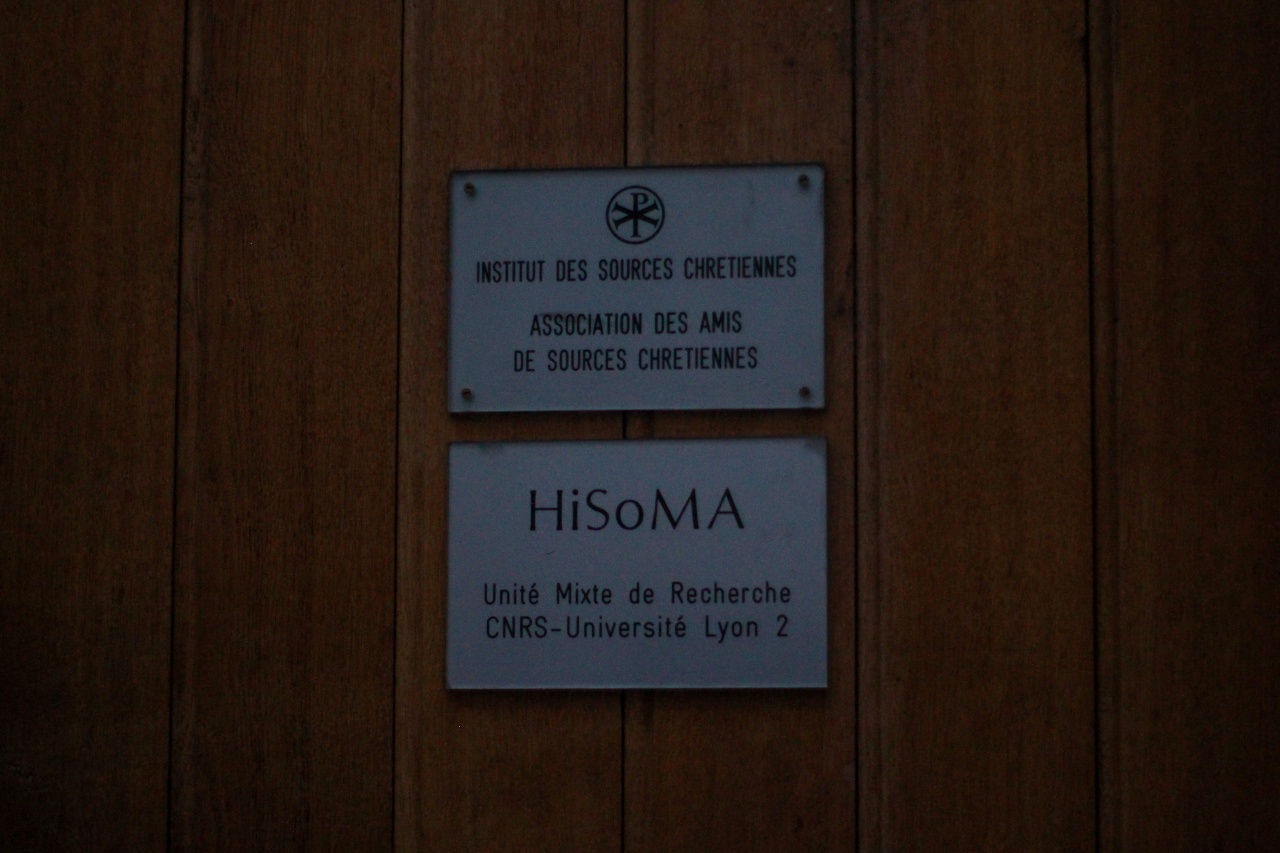 INSTITUT DES SOURCES CHRETIENNES
ASSOCIATION DES AMIS
DE SOURCES CHRETIENNES
HiSoMA
Unité Mixte de Recherche
CNRS-Université Lyon 2